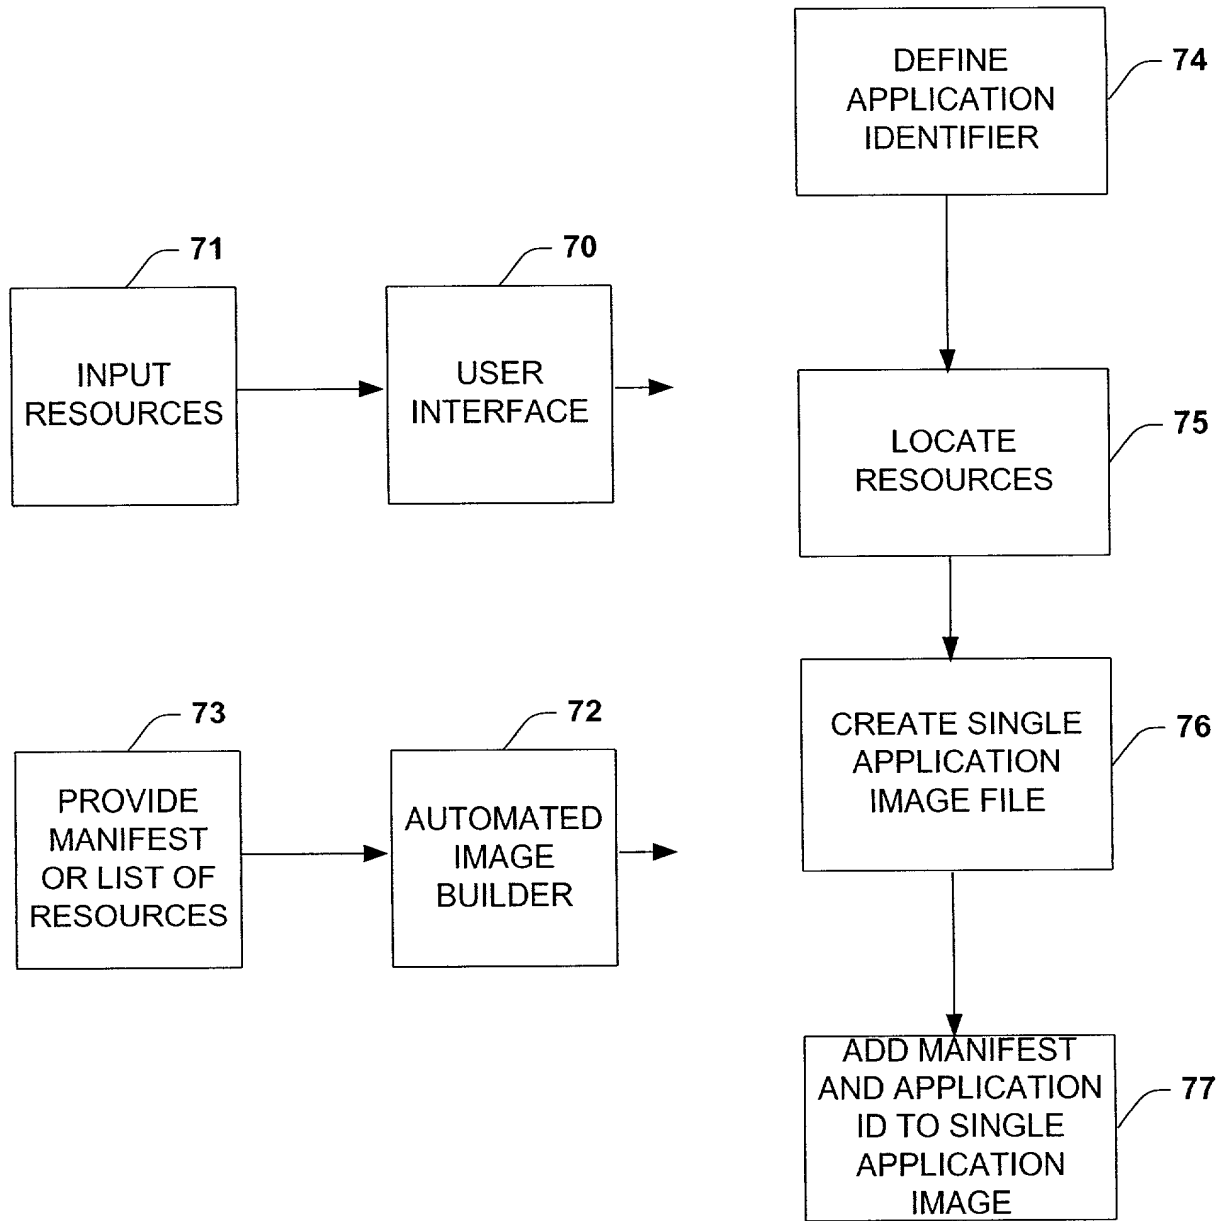 74
DEFINE
APPLICATION
IDENTIFIER
71
INPUT
RESOURCES
70
USER
INTERFACE
75
LOCATE
RESOURCES
73
PROVIDE
MANIFEST
OR LIST OF
RESOURCES
72
AUTOMATED
IMAGE
BUILDER
76
CREATE SINGLE
APPLICATION
IMAGE FILE
77
ADD MANIFEST
AND APPLICATION
ID TO SINGLE
APPLICATION
IMAGE